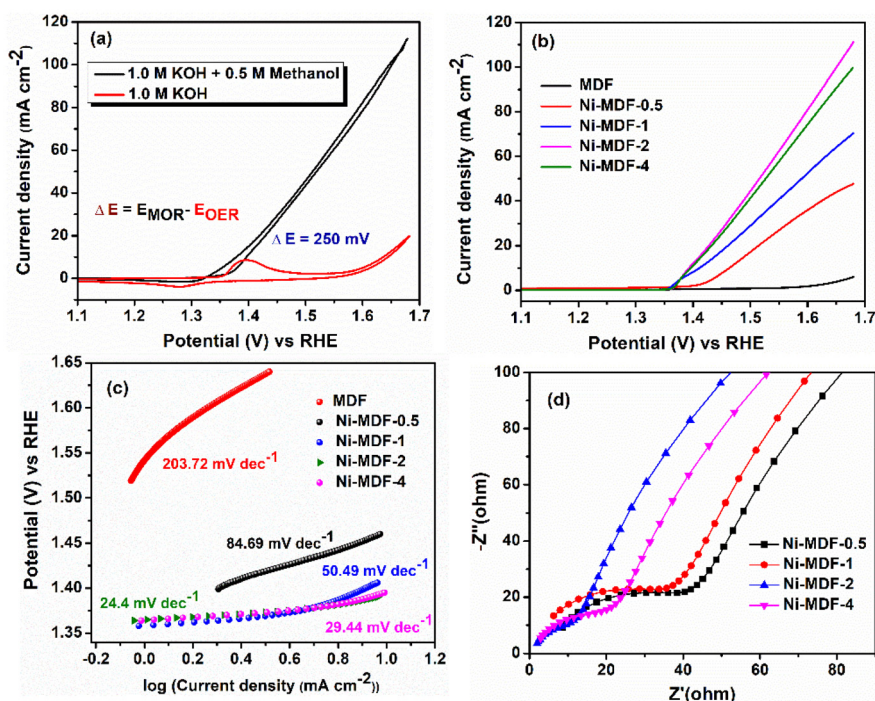 (a)
1.0 M KOH + 0.5 M Methanol
1.0 M KOH
Δ E = E_MOR- E_OER
Δ E = 250 mV
Current density (mA cm⁻²)
120
100
80
60
40
20
0
1.1 1.2 1.3 1.4 1.5 1.6 1.7
Potential (V) vs RHE
(b)
MDF
Ni-MDF-0.5
Ni-MDF-1
Ni-MDF-2
Ni-MDF-4
Current density (mA cm⁻²)
120
100
80
60
40
20
0
1.1 1.2 1.3 1.4 1.5 1.6 1.7
Potential (V) vs RHE
(c)
MDF
Ni-MDF-0.5
Ni-MDF-1
Ni-MDF-2
Ni-MDF-4
203.72 mV dec⁻¹
84.69 mV dec⁻¹
50.49 mV dec⁻¹
24.4 mV dec⁻¹
29.44 mV dec⁻¹
Potential (V) vs RHE
1.65
1.60
1.55
1.50
1.45
1.40
1.35
-0.2 0.0 0.2 0.4 0.6 0.8 1.0 1.2
log (Current density (mA cm⁻²))
(d)
Ni-MDF-0.5
Ni-MDF-1
Ni-MDF-2
Ni-MDF-4
-Z''(ohm)
100
80
60
40
20
0
0 20 40 60 80
Z'(ohm)